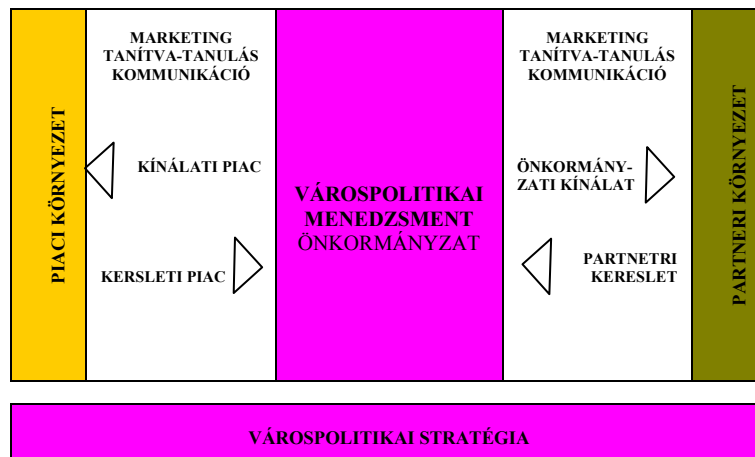 PIACI KÖRNYEZET
MARKETING
TANÍTVA-TANULÁS
KOMMUNIKÁCIÓ
KÍNÁLATI PIAC
KERSLETI PIAC
VÁROSPOLITIKAI
MENEDZSMENT
ÖNKORMÁNYZAT
MARKETING
TANÍTVA-TANULÁS
KOMMUNIKÁCIÓ
ÖNKORMÁNY-
ZATI KÍNÁLAT
PARTNETRI
KERESLET
PARTNERI KÖRNYEZET
VÁROSPOLITIKAI STRATÉGIA